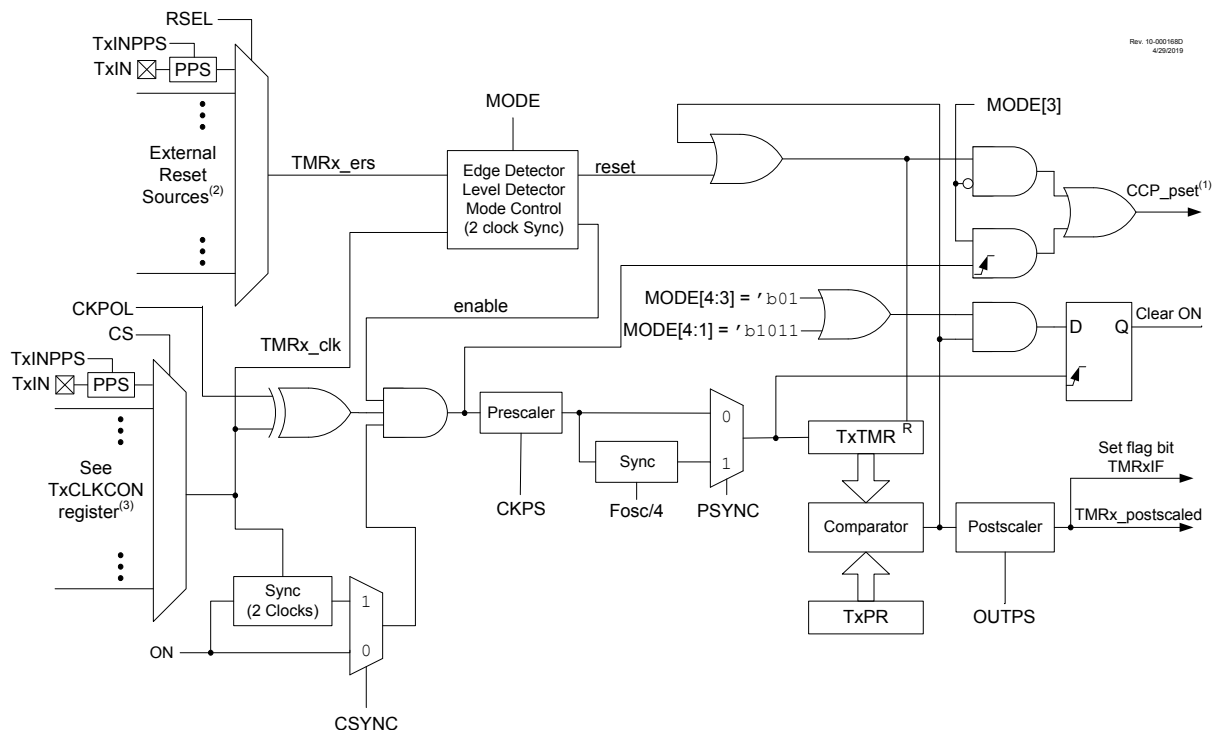 RSEL
Rev. 10-000168D
4/29/2019
TxINPPS
TxIN
PPS
MODE
MODE[3]
External
Reset
Sources(2)
TMRx_ers
Edge Detector
Level Detector
Mode Control
(2 clock Sync)
reset
CCP_pset(1)
CKPOL
CS
enable
MODE[4:3] = 'b01
MODE[4:1] = 'b1011
D
Q
Clear ON
TMRx_clk
TxINPPS
TxIN
PPS
See
TxCLKCON
register(3)
Prescaler
0
1
Sync
CKPS
Fosc/4
PSYNC
TxTMR
R
Set flag bit
TMRxIF
Comparator
Postscaler
TMRx_postscaled
TxPR
OUTPS
Sync
(2 Clocks)
1
0
ON
CSYNC